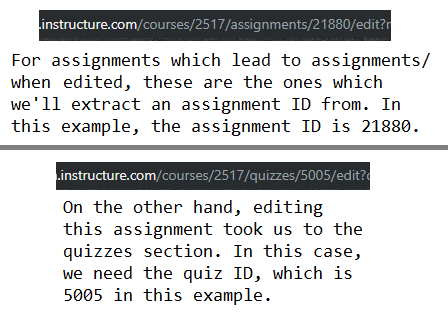 .instructure.com/courses/2517/assignments/21880/edit?r
For assignments which lead to assignments/
when edited, these are the ones which
we'll extract an assignment ID from. In
this example, the assignment ID is 21880.
.instructure.com/courses/2517/quizzes/5005/edit?
On the other hand, editing
this assignment took us to the
quizzes section. In this case,
we need the quiz ID, which is
5005 in this example.